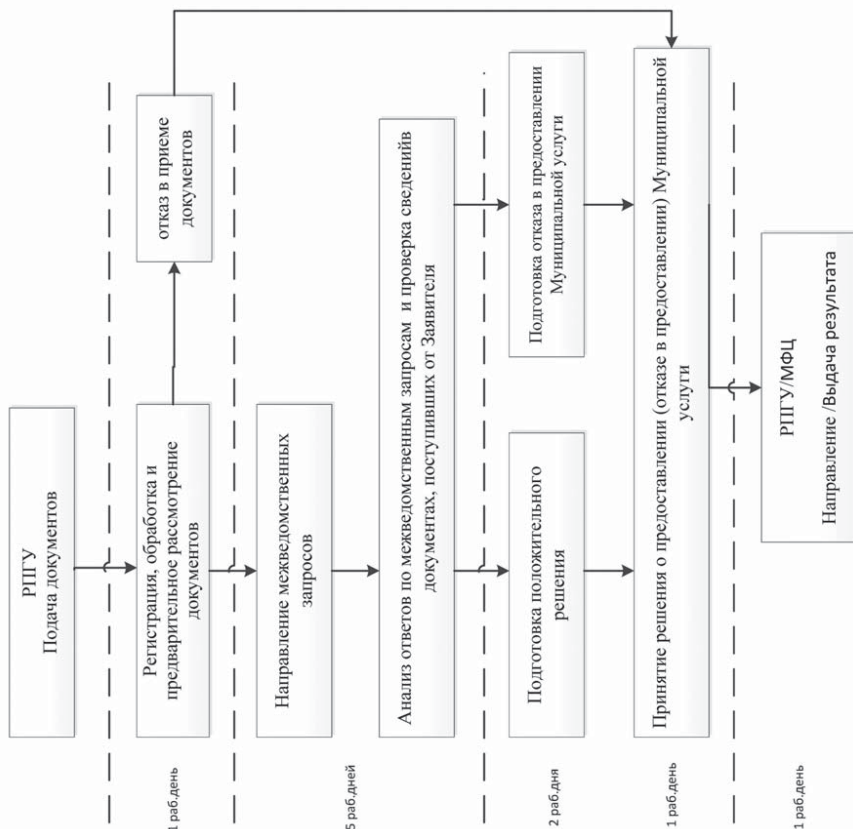 РПГУ
Подача документов
1 раб.день
Регистрация, обработка и
предварительное рассмотрение
документов
отказ в приеме
документов
5 раб.дней
Направление межведомственных
запросов
Анализ ответов по межведомственным запросам и проверка сведенийв
документах, поступивших от Заявителя
2 раб.дня
Подготовка положительного
решения
Подготовка отказа в предоставлении
Муниципальной услуги
1 раб.день
Принятие решения о предоставлении (отказе в предоставлении) Муниципальной
услуги
1 раб.день
РПГУ/МФЦ
Направление /Выдача результата